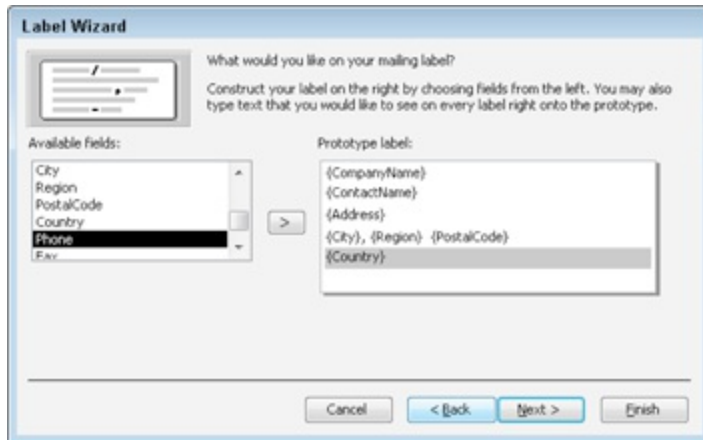 Label Wizard
What would you like on your mailing label?
Construct your label on the right by choosing fields from the left. You may also
type text that you would like to see on every label right onto the prototype.
Available fields:
Prototype label:
City
Region
PostalCode
Country
Phone
Fax
>
{CompanyName}
{ContactName}
{Address}
{City}, {Region} {PostalCode}
{Country}
Cancel
< Back
Next >
Finish